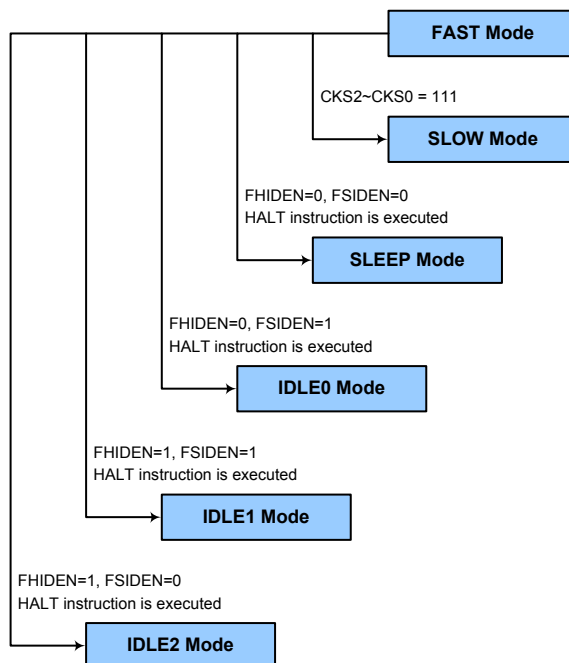 FAST Mode
CKS2~CKS0 = 111
SLOW Mode
FHIDEN=0, FSIDEN=0
HALT instruction is executed
SLEEP Mode
FHIDEN=0, FSIDEN=1
HALT instruction is executed
IDLE0 Mode
FHIDEN=1, FSIDEN=1
HALT instruction is executed
IDLE1 Mode
FHIDEN=1, FSIDEN=0
HALT instruction is executed
IDLE2 Mode